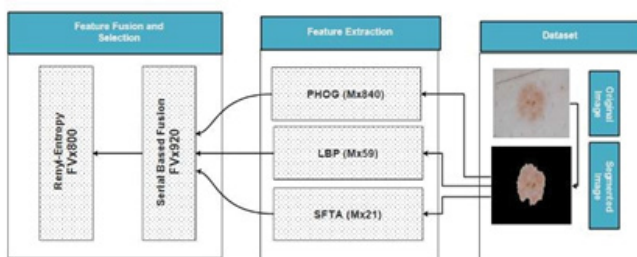 Feature Fusion and
Selection
Feature Extraction
Dataset
Renyl-Entropy
FVx800
Serial Based Fusion
FVx920
PHOG (Mx840)
LBP (Mx59)
SFTA (Mx21)
Original
Image
Segmented
Image